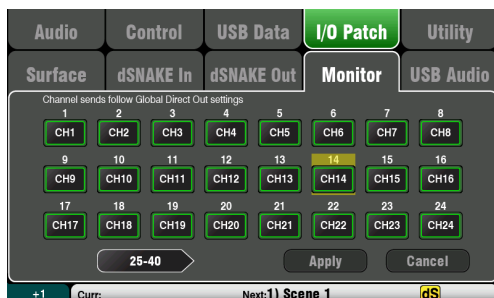 Audio Control USB Data I/O Patch Utility
Surface dSNAKE In dSNAKE Out Monitor USB Audio
Channel sends follow Global Direct Out settings
1 2 3 4 5 6 7 8
CH1 CH2 CH3 CH4 CH5 CH6 CH7 CH8
9 10 11 12 13 14 15 16
CH9 CH10 CH11 CH12 CH13 CH14 CH15 CH16
17 18 19 20 21 22 23 24
CH17 CH18 CH19 CH20 CH21 CH22 CH23 CH24
25-40 Apply Cancel
+1 Curr: Next:1) Scene 1 dS